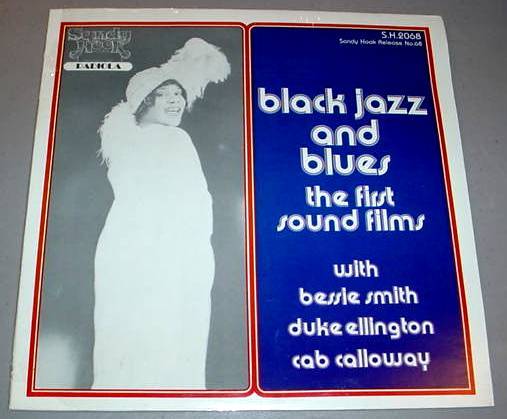 Sandy
Hook
RADIOLA
S.H.2068
Sandy Hook Release No.68
black jazz
and
blues
the first
sound films
with
bessie smith
duke ellington
cab calloway